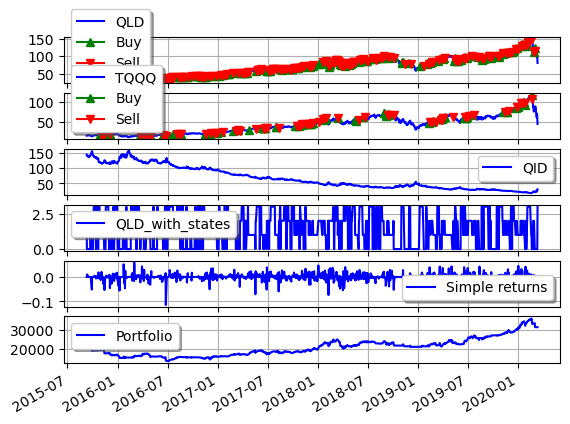 QLD
Buy
Sell
150
100
50
TQQQ
Buy
Sell
100
50
QID
150
100
50
QLD_with_states
2.5
0.0
Simple returns
0.0
−0.1
Portfolio
30000
20000
2015-07
2016-01
2016-07
2017-01
2017-07
2018-01
2018-07
2019-01
2019-07
2020-01